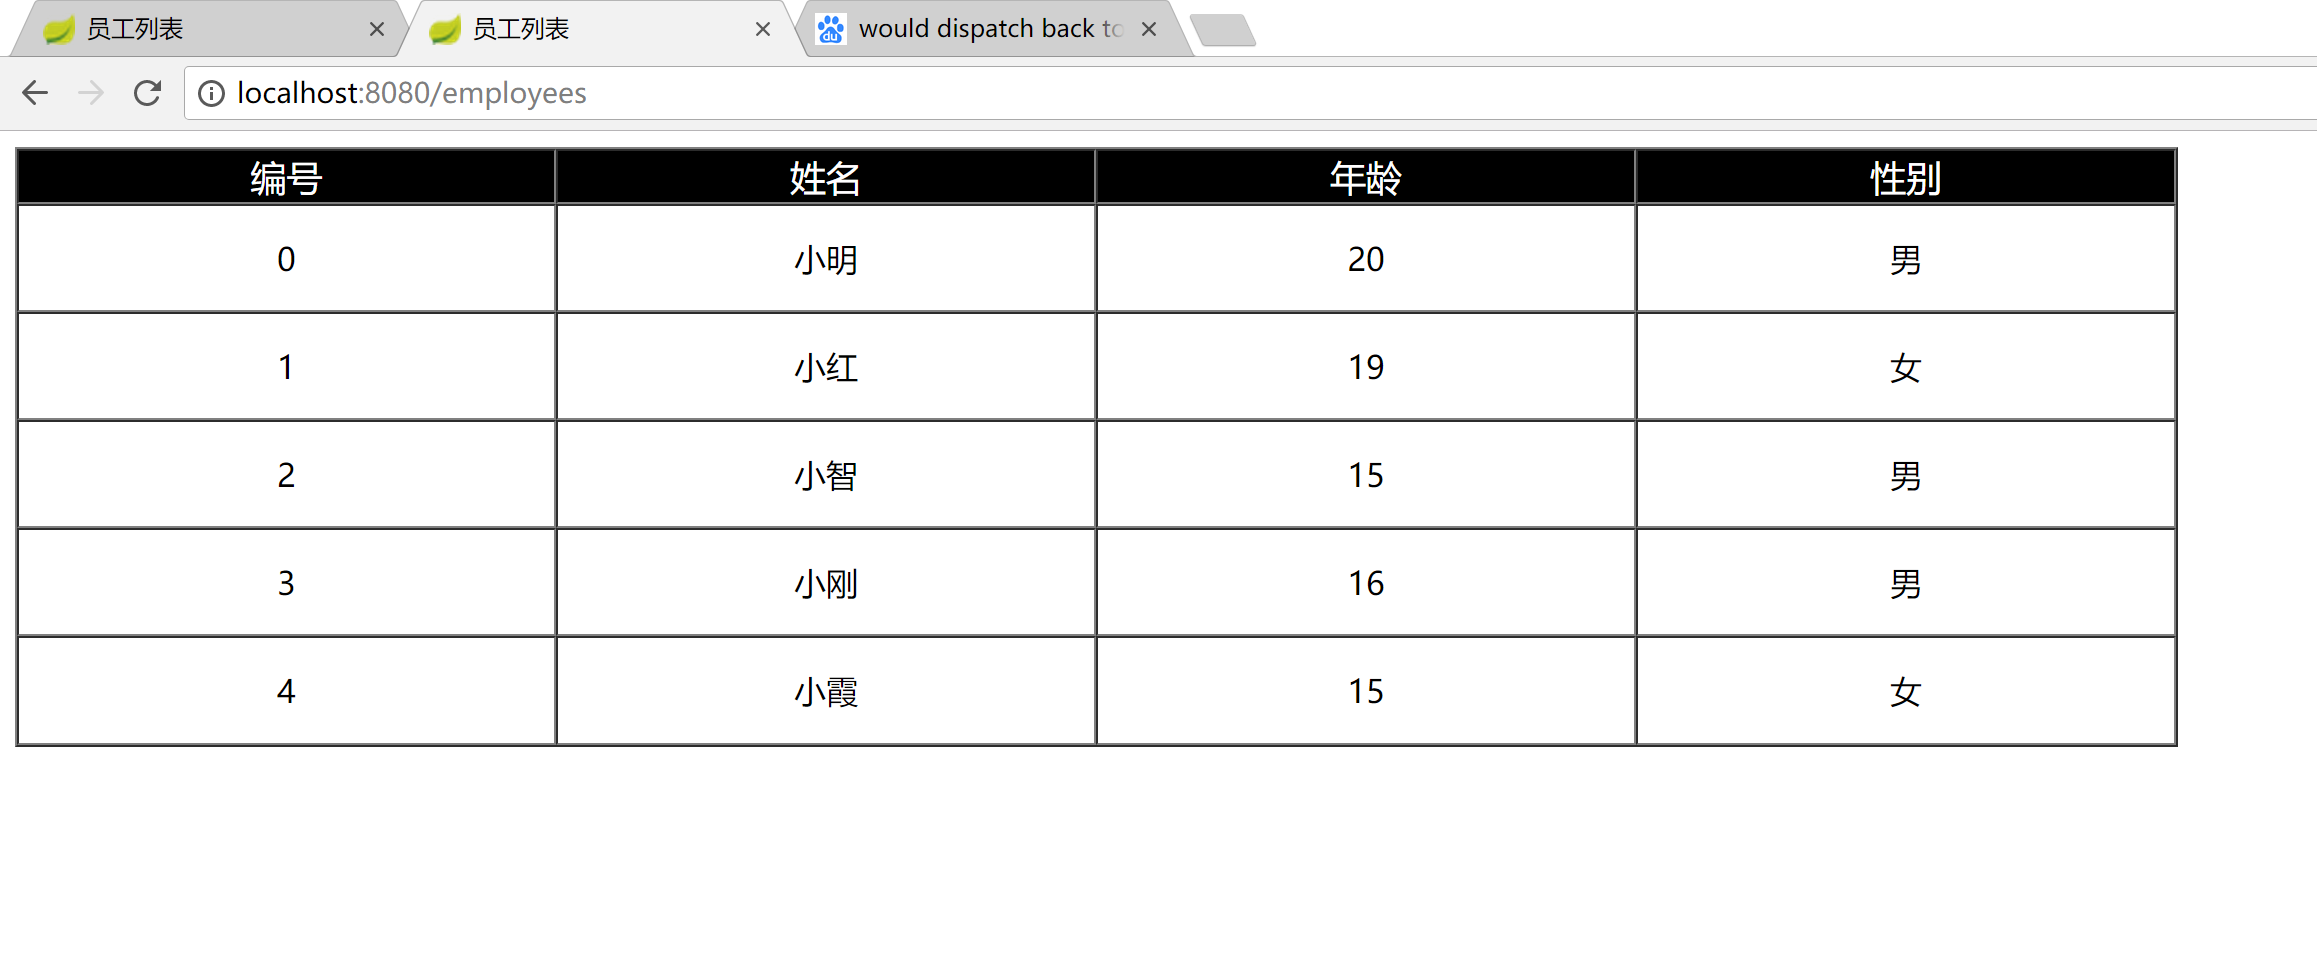 员工列表 员工列表 would dispatch back to
localhost:8080/employees
编号 姓名 年龄 性别
0 小明 20 男
1 小红 19 女
2 小智 15 男
3 小刚 16 男
4 小霞 15 女